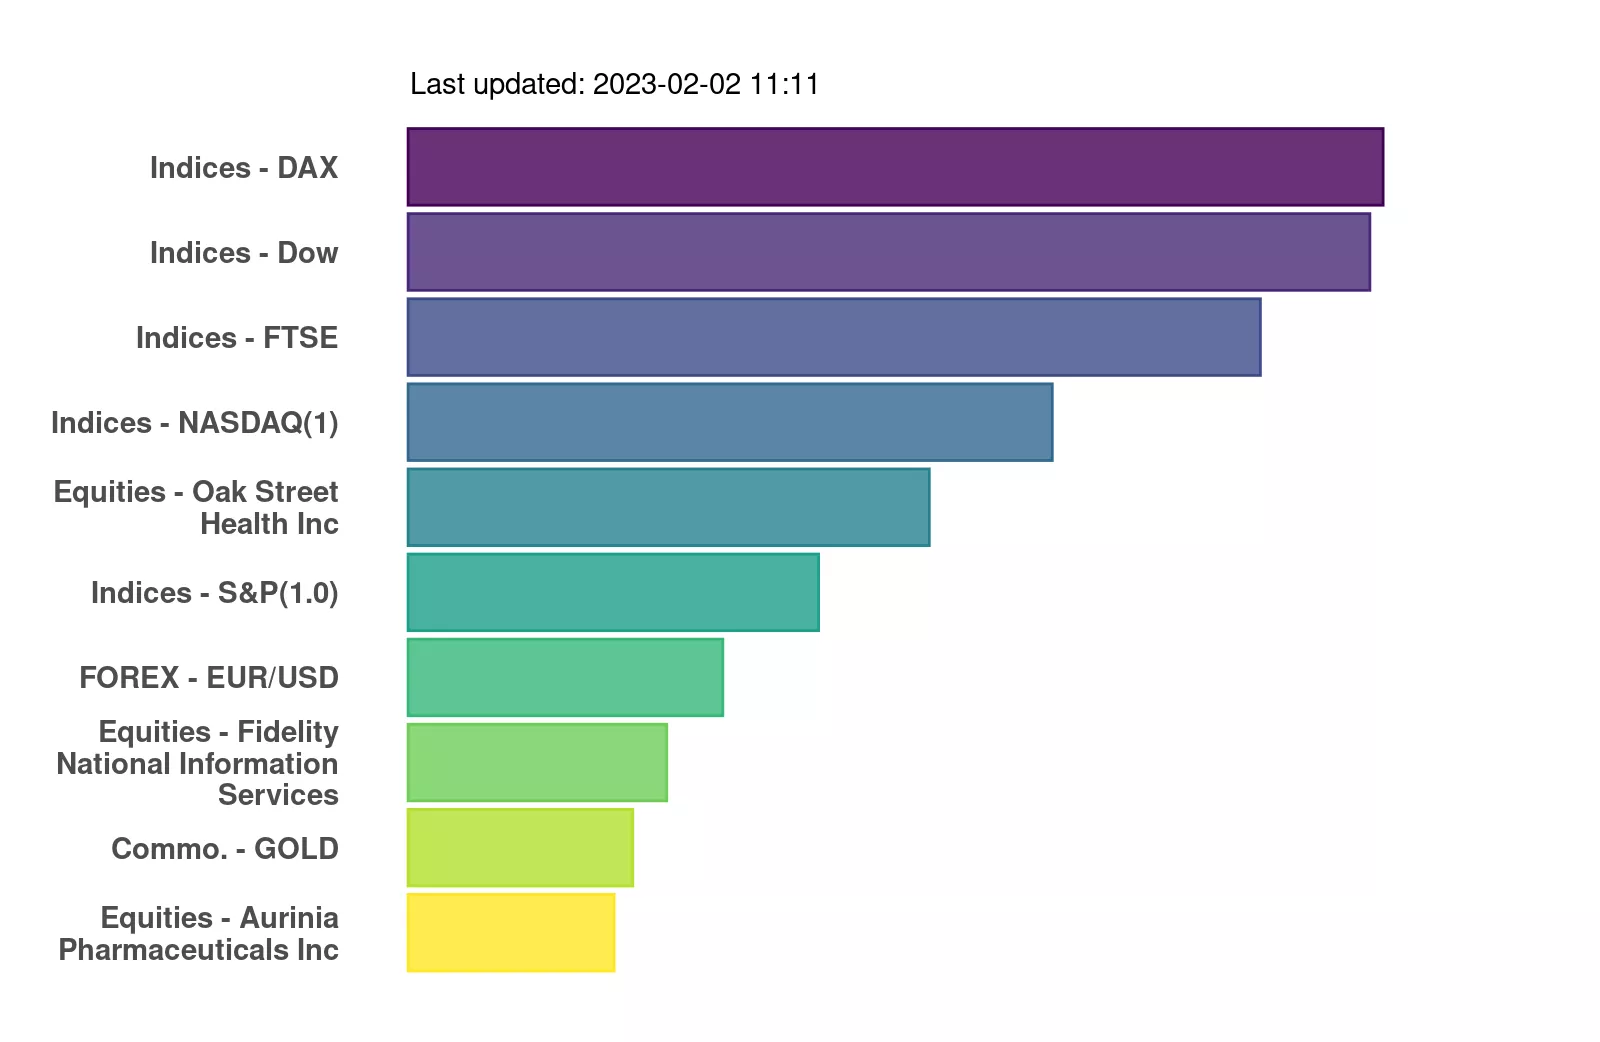 Last updated: 2023-02-02 11:11
Indices - DAX
Indices - Dow
Indices - FTSE
Indices - NASDAQ(1)
Equities - Oak Street
Health Inc
Indices - S&P(1.0)
FOREX - EUR/USD
Equities - Fidelity
National Information
Services
Commo. - GOLD
Equities - Aurinia
Pharmaceuticals Inc